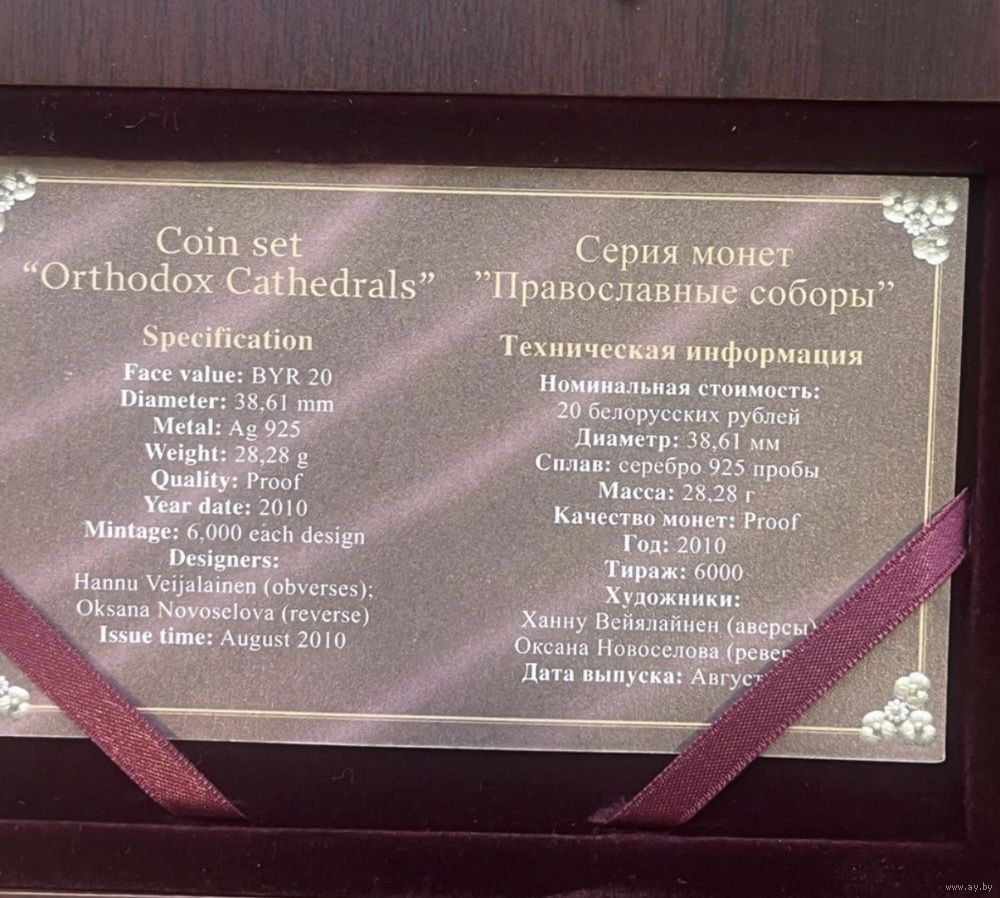 Coin set
“Orthodox Cathedrals”
Specification
Face value: BYR 20
Diameter: 38,61 mm
Metal: Ag 925
Weight: 28,28 g
Quality: Proof
Year date: 2010
Mintage: 6,000 each design
Designers:
Hannu Veijalainen (obverses);
Oksana Novoselova (reverse)
Issue time: August 2010
Серия монет
”Православные соборы”
Техническая информация
Номинальная стоимость:
20 белорусских рублей
Диаметр: 38,61 мм
Сплав: серебро 925 пробы
Масса: 28,28 г
Качество монет: Proof
Год: 2010
Тираж: 6000
Художники:
Ханну Вейялайнен (аверсы)
Оксана Новоселова
Дата выпуска: Август
www.ay.by